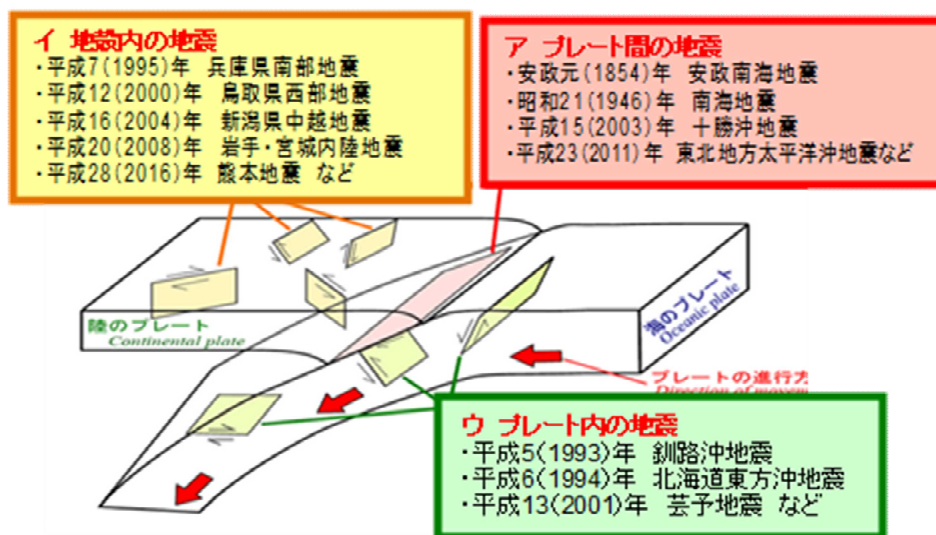 イ 地殻内の地震
・平成7(1995)年 兵庫県南部地震
・平成12(2000)年 鳥取県西部地震
・平成16(2004)年 新潟県中越地震
・平成20(2008)年 岩手・宮城内陸地震
・平成28(2016)年 熊本地震 など
ア プレート間の地震
・安政元(1854)年 安政南海地震
・昭和21(1946)年 南海地震
・平成15(2003)年 十勝沖地震
・平成23(2011)年 東北地方太平洋沖地震など
陸のプレート
Continental plate
海のプレート
Oceanic plate
プレートの進行方
Direction of movem
ウ プレート内の地震
・平成5(1993)年 釧路沖地震
・平成6(1994)年 北海道東方沖地震
・平成13(2001)年 芸予地震 など